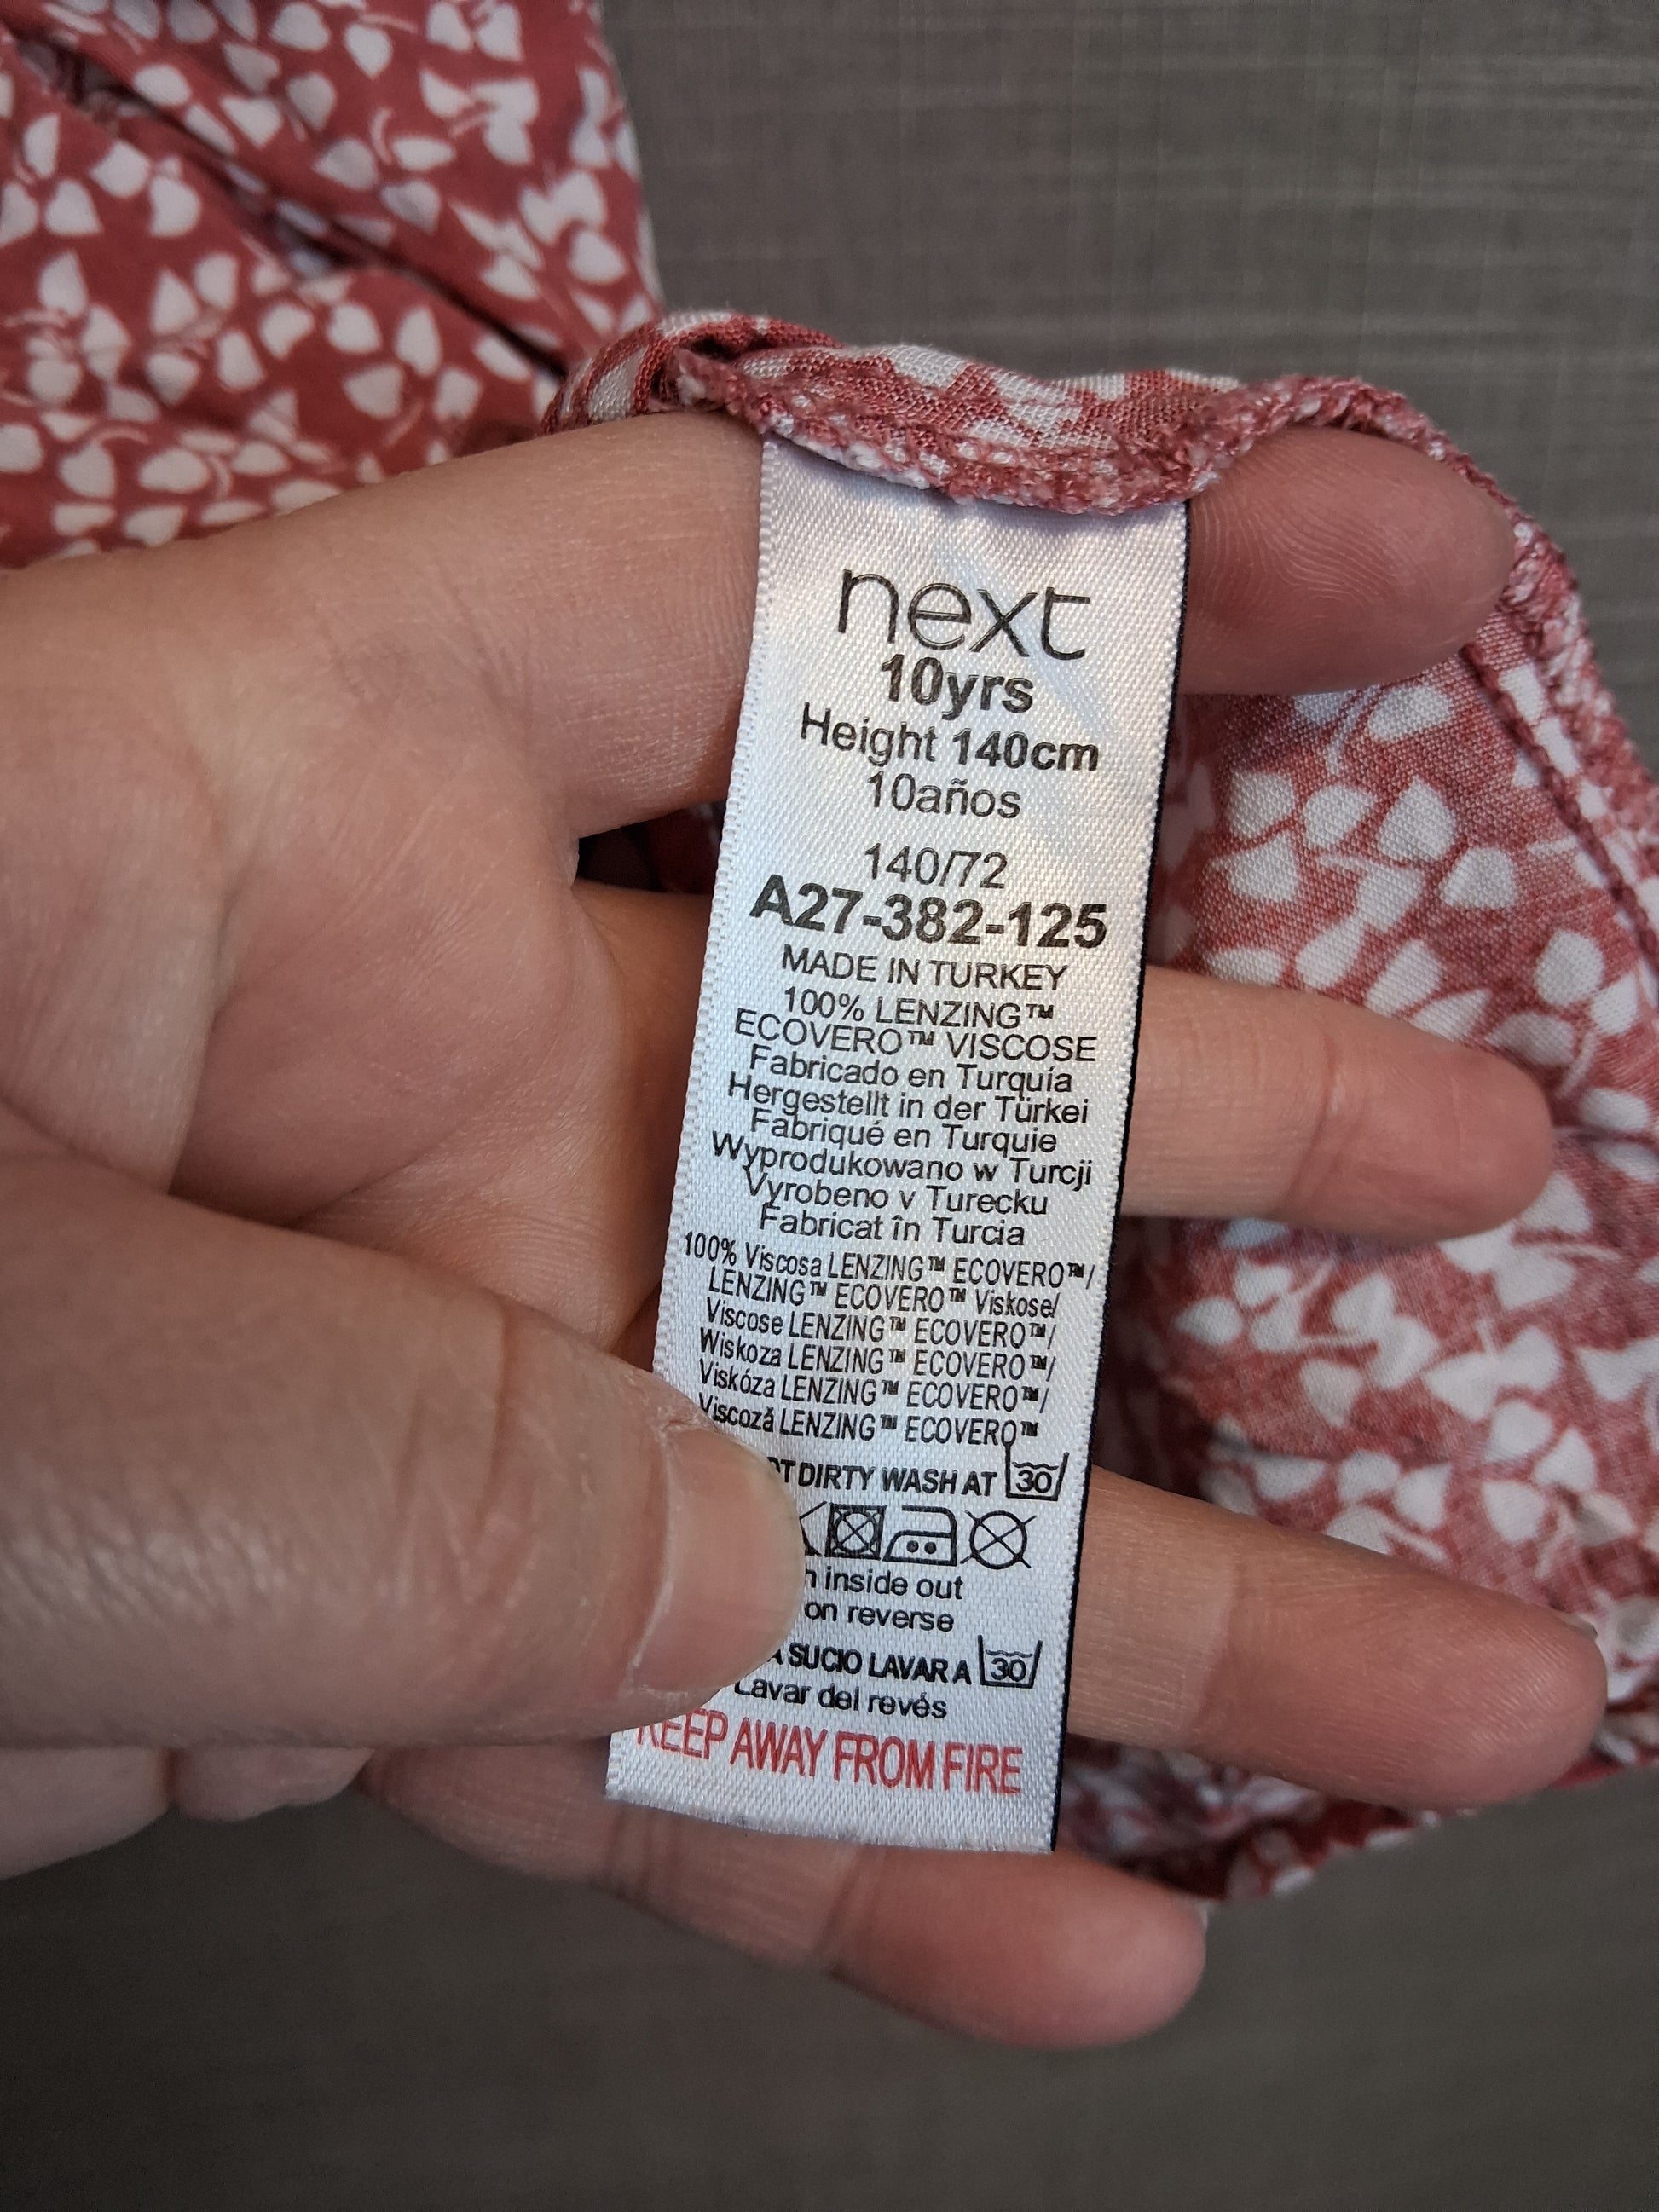 next
10yrs
Height 140cm
10años
140/72
A27-382-125
MADE IN TURKEY
100% LENZING™
ECOVERO™ VISCOSE
Fabricado en Turquía
Hergestellt in der Türkei
Fabriqué en Turquie
Wyprodukowano w Turcji
Vyrobeno v Turecku
Fabricat în Turcia
100% Viscosa LENZING™ ECOVERO™/
LENZING™ ECOVERO™ Viskose/
Viscose LENZING™ ECOVERO™/
Wiskoza LENZING™ ECOVERO™/
Viskóza LENZING™ ECOVERO™/
Viscoză LENZING™ ECOVERO™
DIRTY WASH AT 30
inside out
on reverse
SUCIO LAVAR A 30
Lavar del revés
KEEP AWAY FROM FIRE